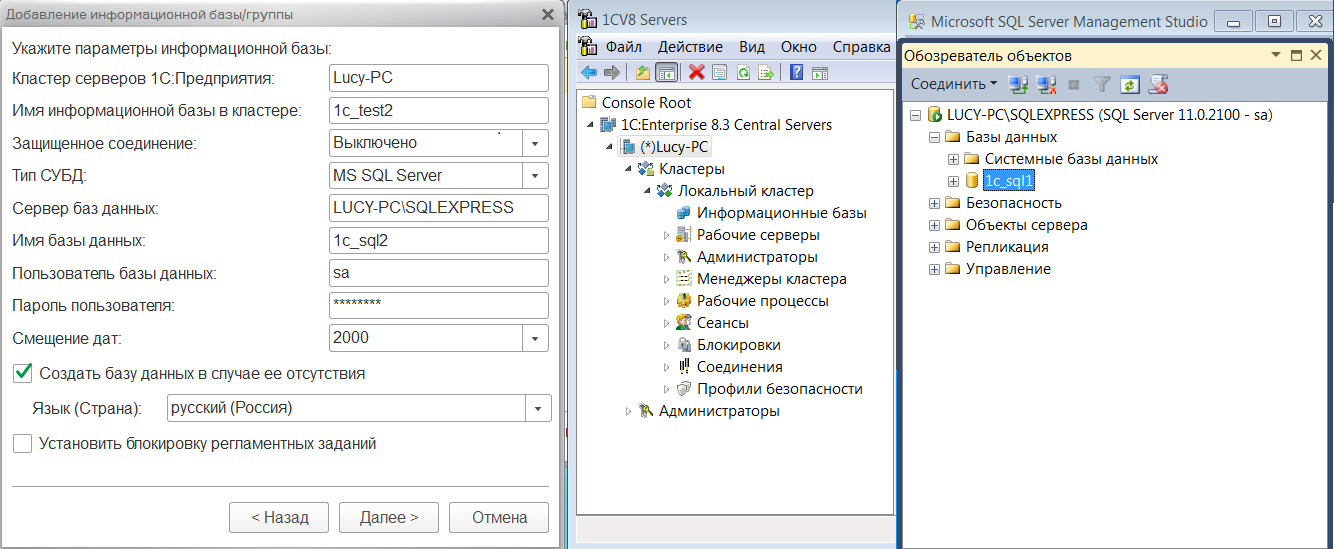 Добавление информационной базы/группы
Укажите параметры информационной базы:
Кластер серверов 1С:Предприятия: Lucy-PC
Имя информационной базы в кластере: 1c_test2
Защищенное соединение: Выключено
Тип СУБД: MS SQL Server
Сервер баз данных: LUCY-PC\SQLEXPRESS
Имя базы данных: 1c_sql2
Пользователь базы данных: sa
Пароль пользователя: ********
Смещение дат: 2000
Создать базу данных в случае ее отсутствия
Язык (Страна): русский (Россия)
Установить блокировку регламентных заданий
< Назад Далее > Отмена
1CV8 Servers
Файл Действие Вид Окно Справка
Console Root
1C:Enterprise 8.3 Central Servers
(*)Lucy-PC
Кластеры
Локальный кластер
Информационные базы
Рабочие серверы
Администраторы
Менеджеры кластера
Рабочие процессы
Сеансы
Блокировки
Соединения
Профили безопасности
Администраторы
Microsoft SQL Server Management Studio
Обозреватель объектов
Соединить
LUCY-PC\SQLEXPRESS (SQL Server 11.0.2100 - sa)
Базы данных
Системные базы данных
1c_sql1
Безопасность
Объекты сервера
Репликация
Управление